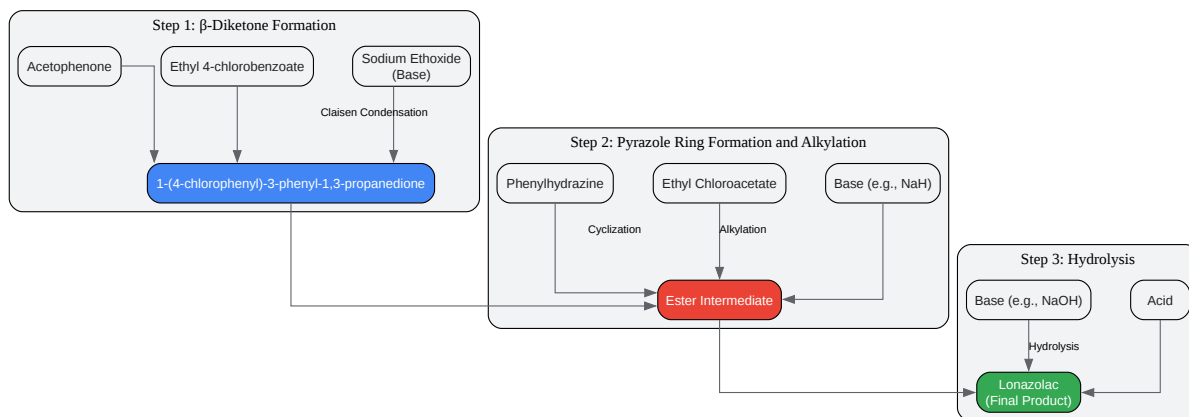 Step 1: β-Diketone Formation
Acetophenone
Ethyl 4-chlorobenzoate
Sodium Ethoxide
(Base)
Claisen Condensation
1-(4-chlorophenyl)-3-phenyl-1,3-propanedione
Step 2: Pyrazole Ring Formation and Alkylation
Phenylhydrazine
Ethyl Chloroacetate
Base (e.g., NaH)
Cyclization
Alkylation
Ester Intermediate
Step 3: Hydrolysis
Base (e.g., NaOH)
Acid
Hydrolysis
Lonazolac
(Final Product)